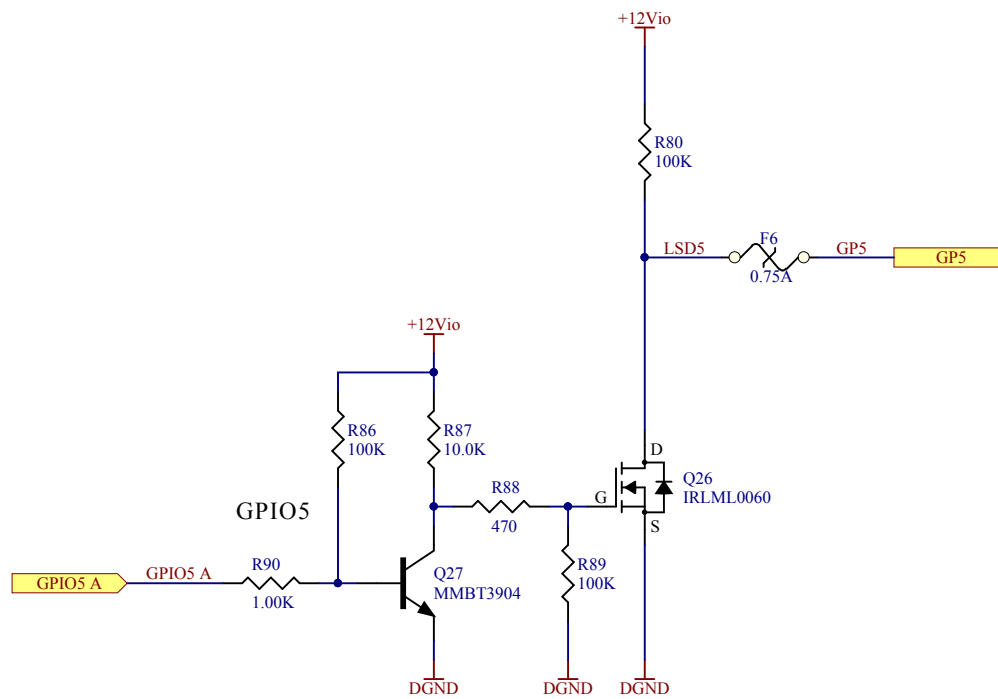 +12Vio
R80
100K
F6
LSD5
GP5
GP5
0.75A
+12Vio
R86
100K
R87
10.0K
D
Q26
IRLML0060
G
S
R88
470
GPIO5
R89
100K
GPIO5 A
GPIO5 A
R90
1.00K
Q27
MMBT3904
DGND
DGND
DGND